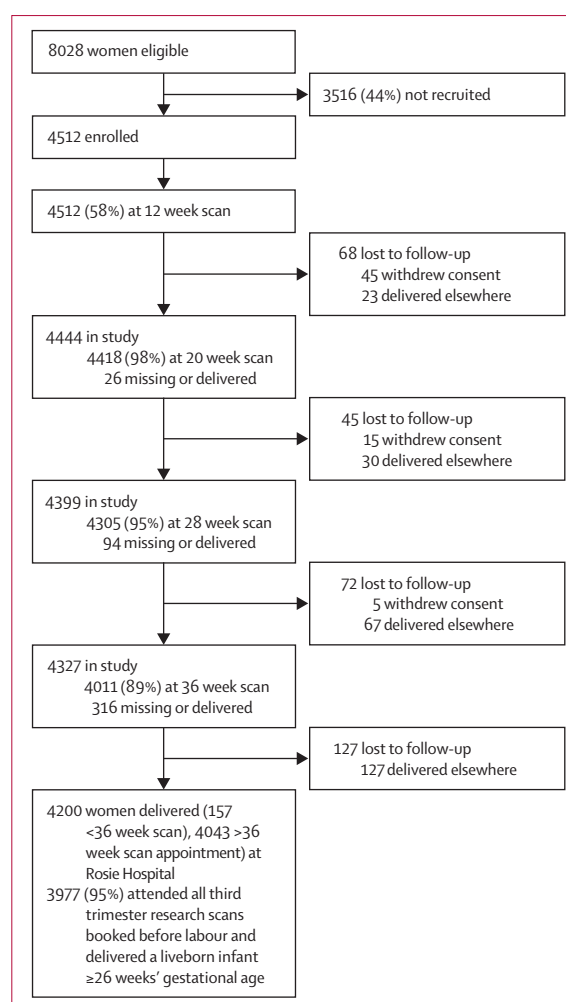 8028 women eligible
3516 (44%) not recruited
4512 enrolled
4512 (58%) at 12 week scan
68 lost to follow-up
45 withdrew consent
23 delivered elsewhere
4444 in study
4418 (98%) at 20 week scan
26 missing or delivered
45 lost to follow-up
15 withdrew consent
30 delivered elsewhere
4399 in study
4305 (95%) at 28 week scan
94 missing or delivered
72 lost to follow-up
5 withdrew consent
67 delivered elsewhere
4327 in study
4011 (89%) at 36 week scan
316 missing or delivered
127 lost to follow-up
127 delivered elsewhere
4200 women delivered (157
<36 week scan), 4043 >36
week scan appointment) at
Rosie Hospital
3977 (95%) attended all third
trimester research scans
booked before labour and
delivered a liveborn infant
≥26 weeks' gestational age